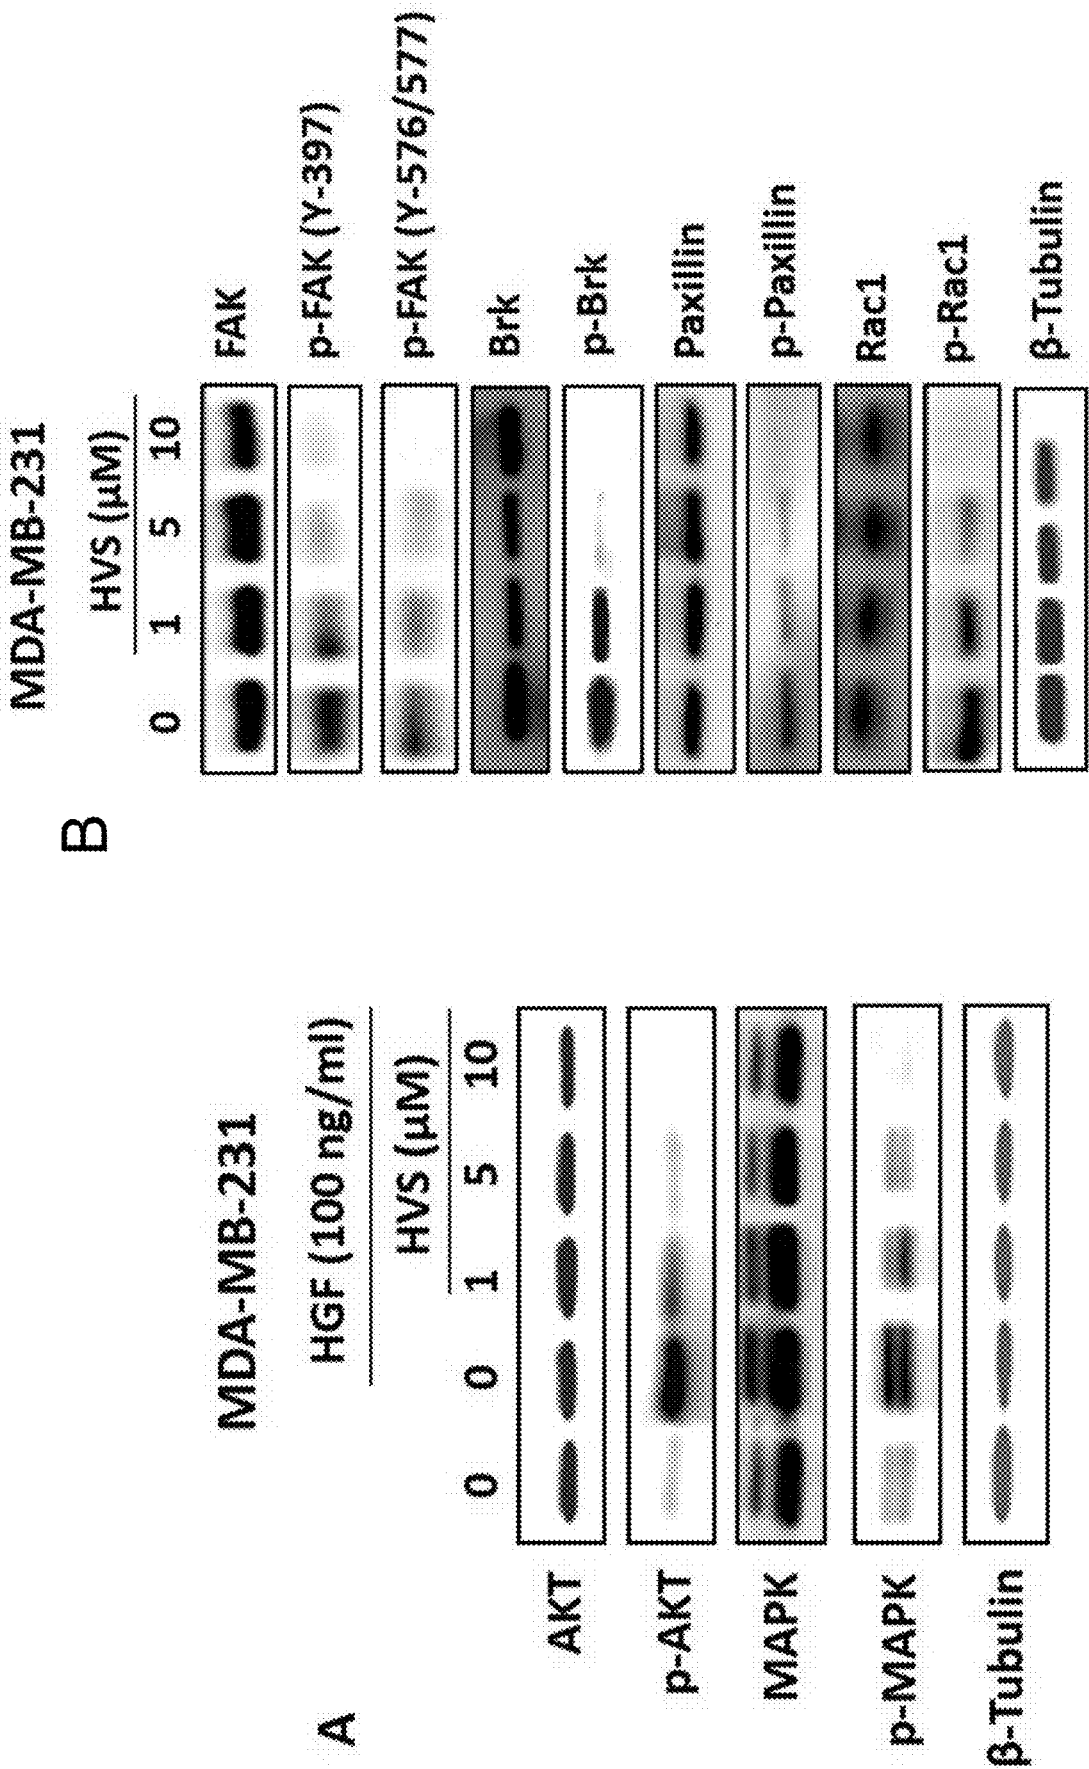 A
MDA-MB-231
HGF (100 ng/ml)
HVS (μM)
0 0 1 5 10
AKT
p-AKT
MAPK
p-MAPK
β-Tubulin
B
MDA-MB-231
HVS (μM)
0 1 5 10
FAK
p-FAK (Y-397)
p-FAK (Y-576/577)
Brk
p-Brk
Paxillin
p-Paxillin
Rac1
p-Rac1
β-Tubulin